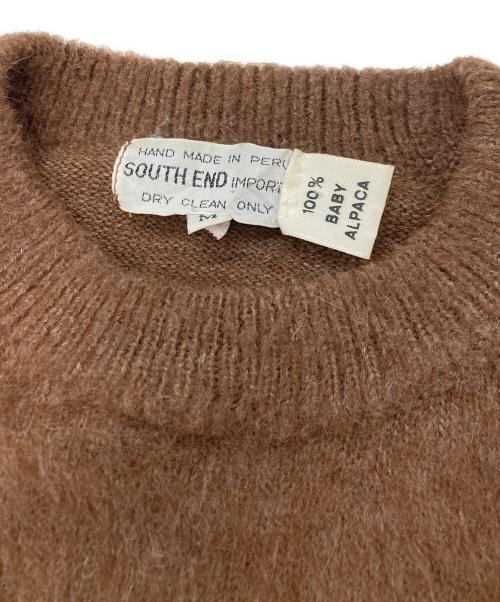 HAND MADE IN PERU
SOUTH END IMPORT
DRY CLEAN ONLY
M
100%
BABY
ALPACA